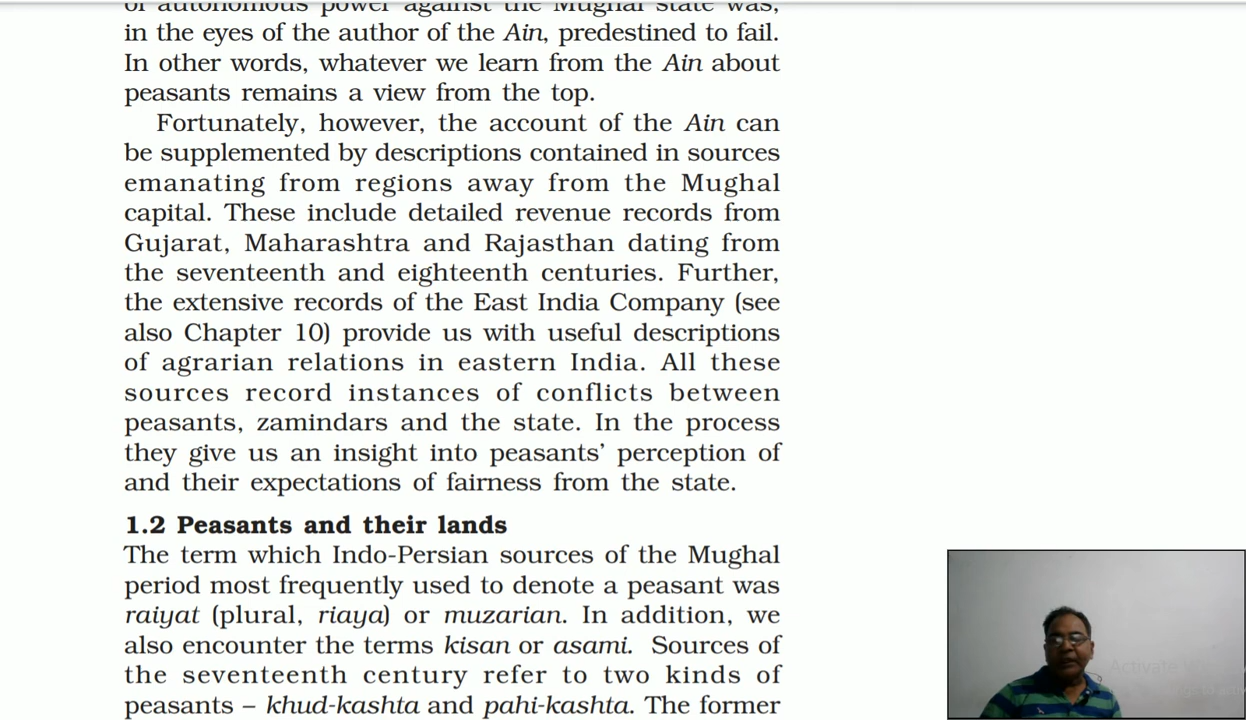 of autonomous power against the Mughal state was,
in the eyes of the author of the Ain, predestined to fail.
In other words, whatever we learn from the Ain about
peasants remains a view from the top.
Fortunately, however, the account of the Ain can
be supplemented by descriptions contained in sources
emanating from regions away from the Mughal
capital. These include detailed revenue records from
Gujarat, Maharashtra and Rajasthan dating from
the seventeenth and eighteenth centuries. Further,
the extensive records of the East India Company (see
also Chapter 10) provide us with useful descriptions
of agrarian relations in eastern India. All these
sources record instances of conflicts between
peasants, zamindars and the state. In the process
they give us an insight into peasants' perception of
and their expectations of fairness from the state.
1.2 Peasants and their lands
The term which Indo-Persian sources of the Mughal
period most frequently used to denote a peasant was
raiyat (plural, riaya) or muzarian. In addition, we
also encounter the terms kisan or asami. Sources of
the seventeenth century refer to two kinds of
peasants – khud-kashta and pahi-kashta. The former
Activate